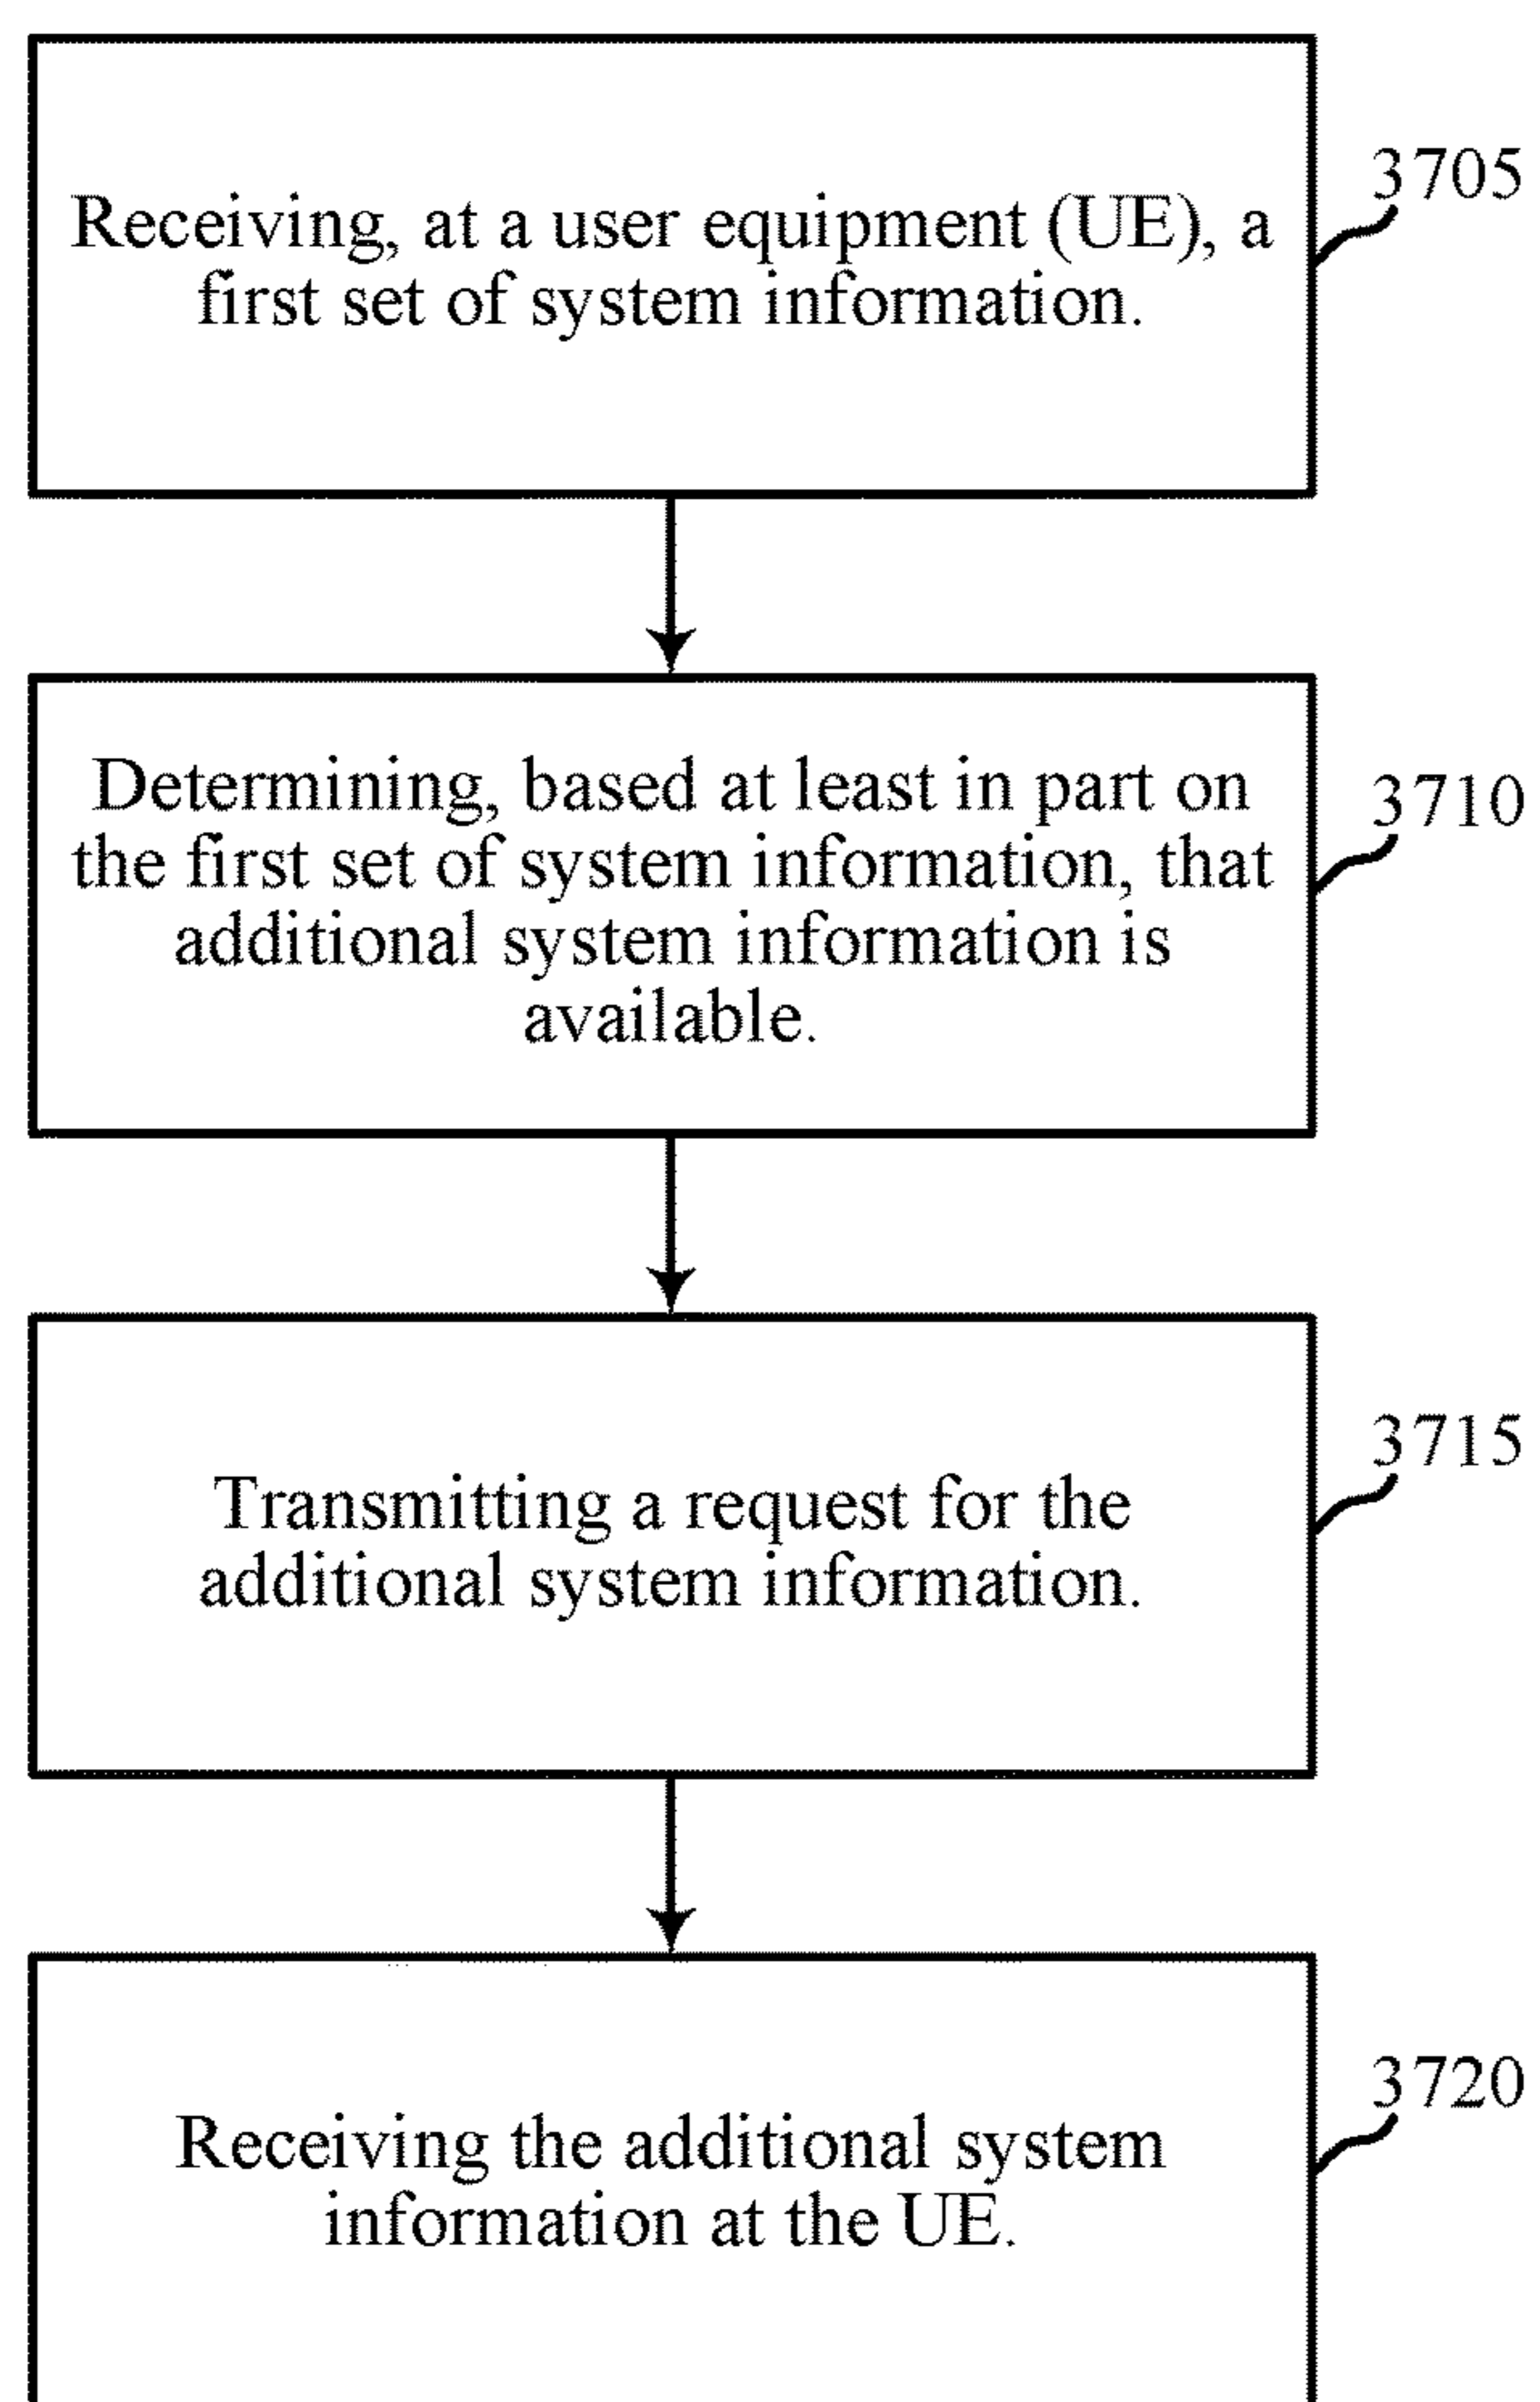 Receiving, at a user equipment (UE), a
first set of system information.
3705
Determining, based at least in part on
the first set of system information, that
additional system information is
available.
3710
Transmitting a request for the
additional system information.
3715
Receiving the additional system
information at the UE.
3720